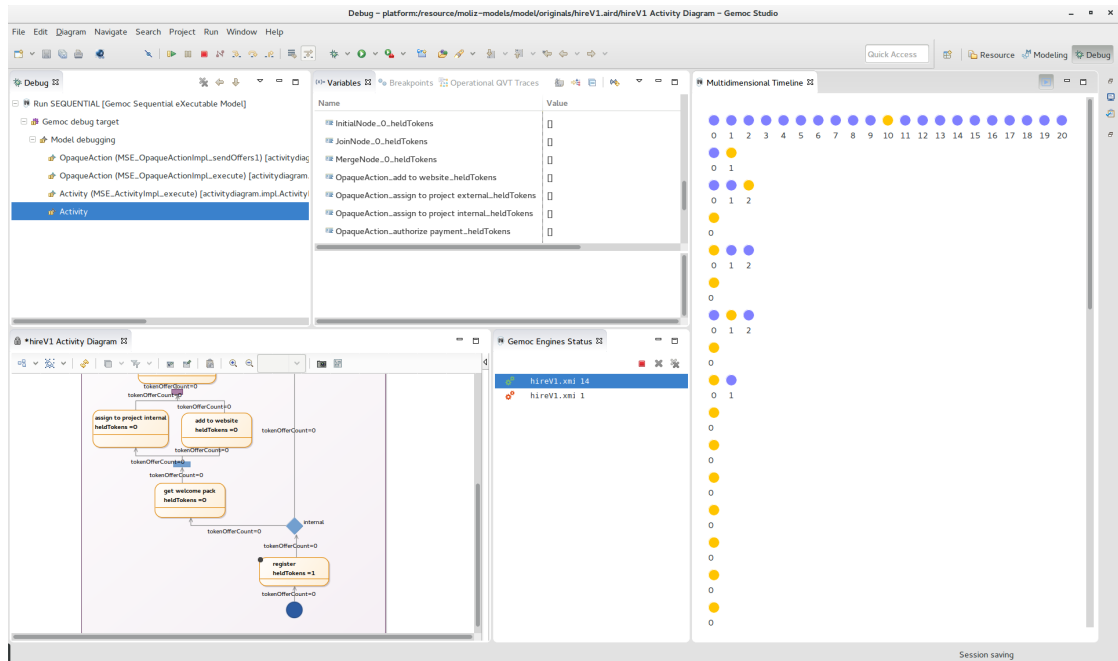 Debug – platform:/resource/moliz-models/model/originals/hireV1.aird/hireV1 Activity Diagram – Gemoc Studio
File Edit Diagram Navigate Search Project Run Window Help
Quick Access
Resource Modeling Debug
Debug
Run SEQUENTIAL [Gemoc Sequential eXecutable Model]
Gemoc debug target
Model debugging
OpaqueAction (MSE_OpaqueActionImpl_sendOffers1) [activitydiag
OpaqueAction (MSE_OpaqueActionImpl_execute) [activitydiagram.
Activity (MSE_ActivityImpl_execute) [activitydiagram.impl.Activityl
Activity
(x)= Variables Breakpoints Operational QVT Traces
Name Value
InitialNode_0_heldTokens []
JoinNode_0_heldTokens []
MergeNode_0_heldTokens []
OpaqueAction_add to website_heldTokens []
OpaqueAction_assign to project external_heldTokens []
OpaqueAction_assign to project internal_heldTokens []
OpaqueAction_authorize payment_heldTokens []
Multidimensional Timeline
0 1 2 3 4 5 6 7 8 9 10 11 12 13 14 15 16 17 18 19 20
0 1
0 1 2
0
0 1 2
0
0 1 2
0
0 1
0
0
0
0
0
0
0
*hireV1 Activity Diagram
tokenOfferCount=0
tokenOfferCount=0
tokenOfferCount=0
assign to project internal
heldTokens =0
add to website
heldTokens =0
tokenOfferCount=0
tokenOfferCount=0
tokenOfferCount=0
tokenOfferCount=0
get welcome pack
heldTokens =0
internal
tokenOfferCount=0
tokenOfferCount=0
register
heldTokens =1
tokenOfferCount=0
Gemoc Engines Status
hireV1.xmi 14
hireV1.xmi 1
Session saving